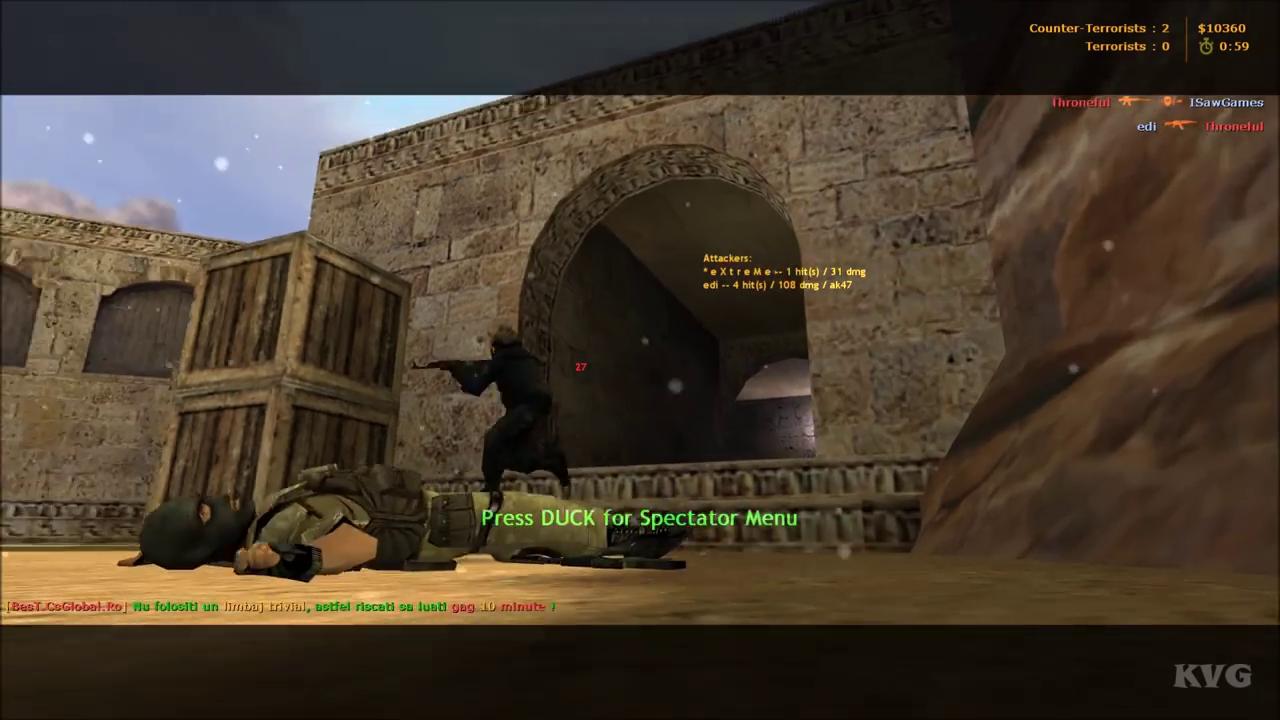 Counter-Terrorists : 2
$10360
Terrorists : 0
0:59
Throneful ISawGames
edi Throneful
Attackers:
* e X t r e M e -- 1 hit(s) / 31 dmg
edi -- 4 hit(s) / 108 dmg / ak47
27
Press DUCK for Spectator Menu
[BesT.CsGlobal.Ro] Nu folositi un limbaj trivial, astfel riscati sa luati gag 10 minute !
KVG